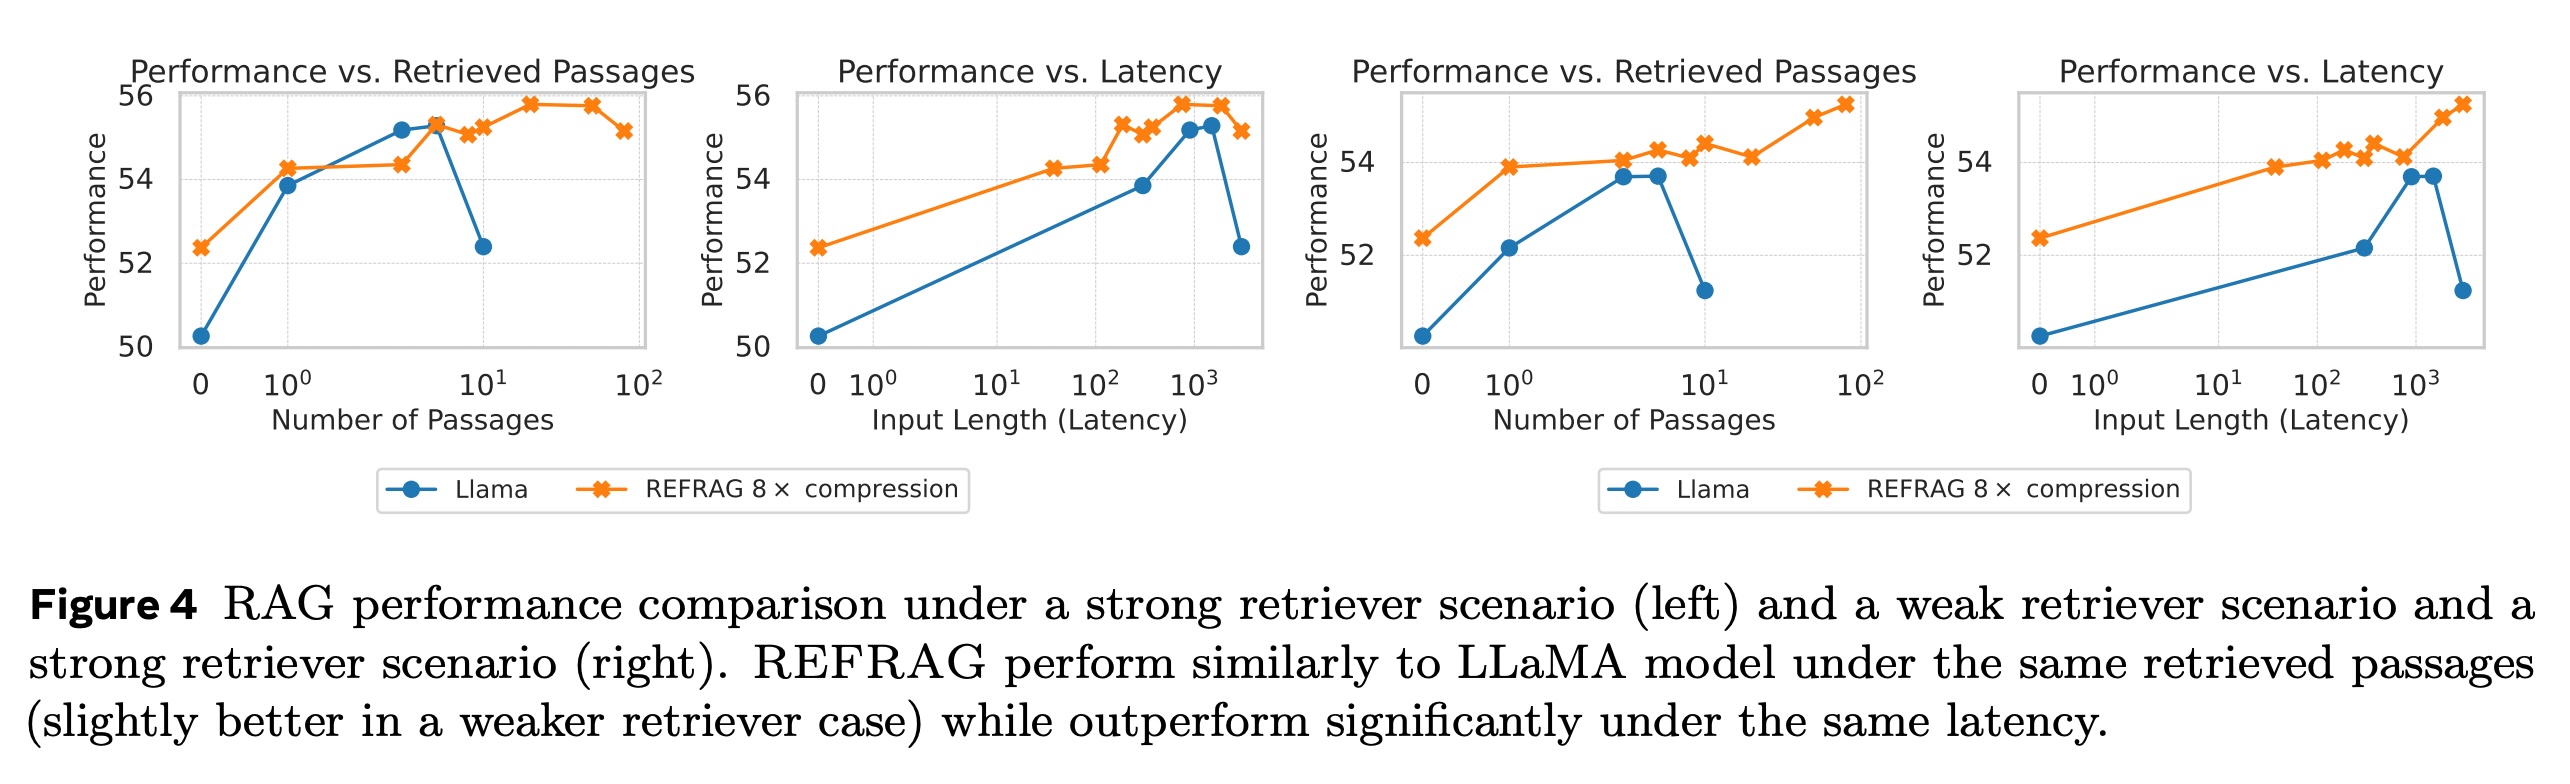 Performance vs. Retrieved Passages
Performance
56
54
52
50
0
10⁰
10¹
10²
Number of Passages
Performance vs. Latency
Performance
56
54
52
50
0
10⁰
10¹
10²
10³
Input Length (Latency)
Llama
REFRAG 8× compression
Performance vs. Retrieved Passages
Performance
54
52
0
10⁰
10¹
10²
Number of Passages
Performance vs. Latency
Performance
54
52
0
10⁰
10¹
10²
10³
Input Length (Latency)
Llama
REFRAG 8× compression
Figure 4 RAG performance comparison under a strong retriever scenario (left) and a weak retriever scenario and a
strong retriever scenario (right). REFRAG perform similarly to LLaMA model under the same retrieved passages
(slightly better in a weaker retriever case) while outperform significantly under the same latency.